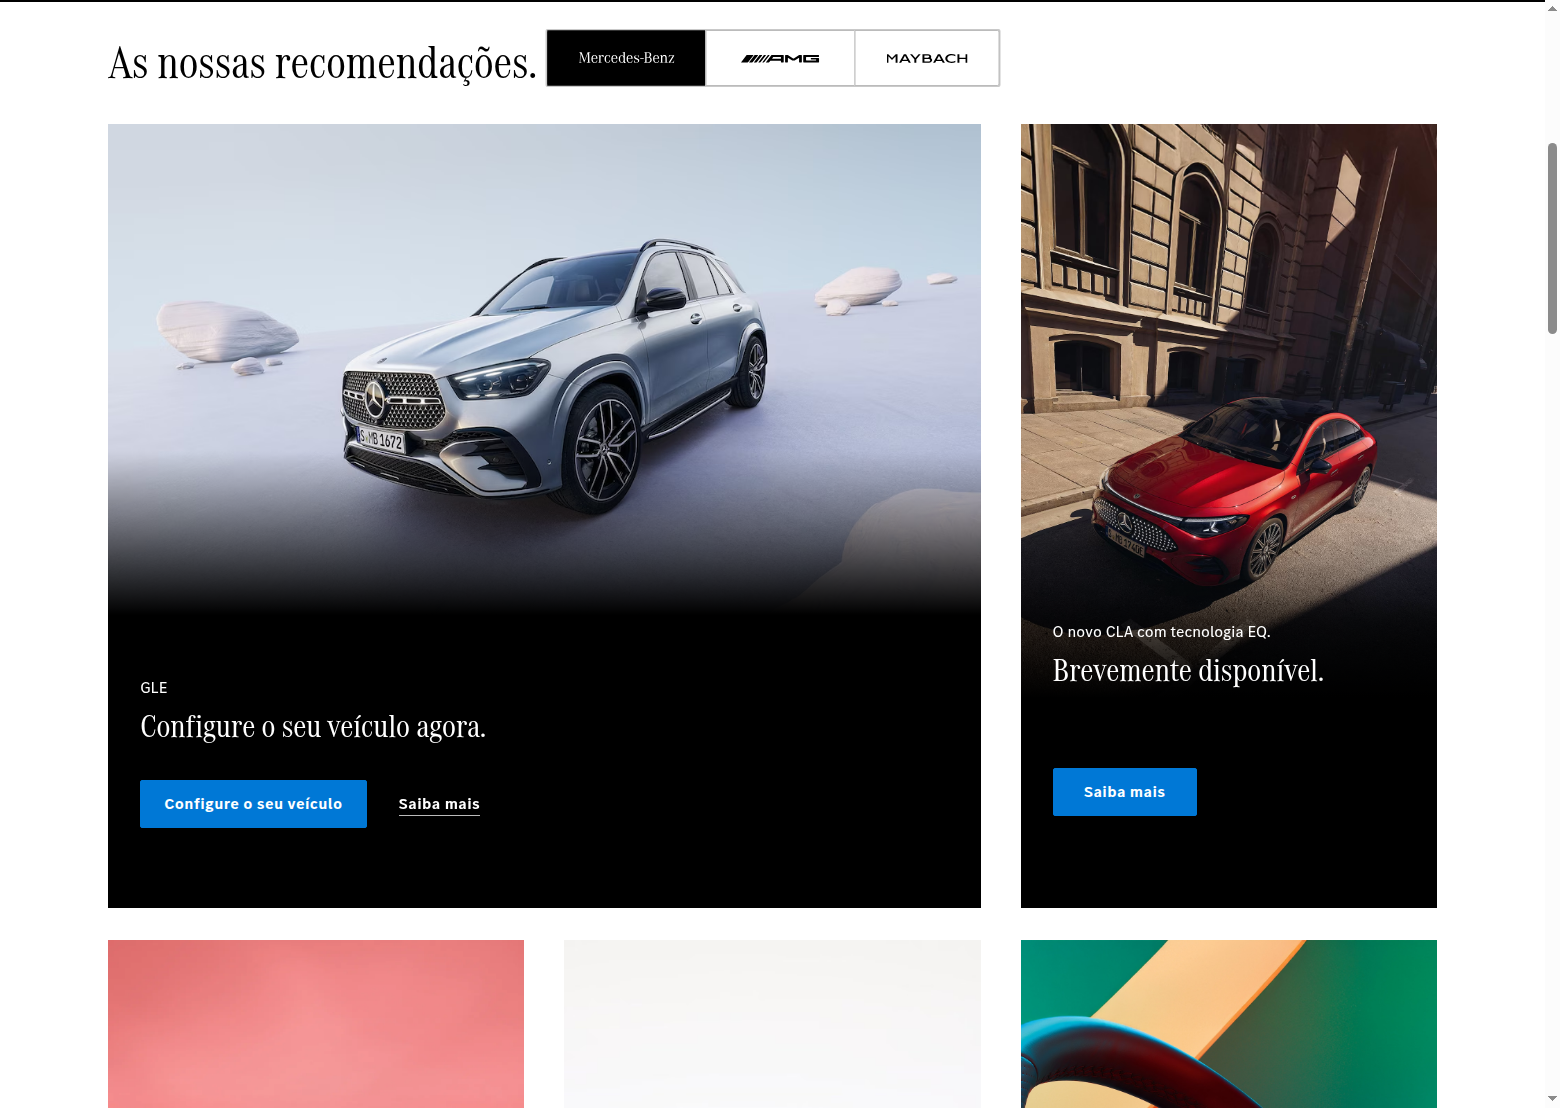 As nossas recomendações.
Mercedes-Benz
AMG
MAYBACH
S MB 1672
GLE
Configure o seu veículo agora.
Configure o seu veículo
Saiba mais
O novo CLA com tecnologia EQ.
Brevemente disponível.
Saiba mais